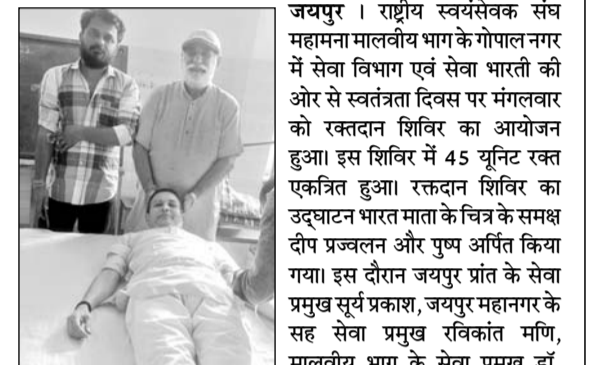 जयपुर । राष्ट्रीय स्वयंसेवक संघ
महामना मालवीय भाग के गोपाल नगर
में सेवा विभाग एवं सेवा भारती की
ओर से स्वतंत्रता दिवस पर मंगलवार
को रक्तदान शिविर का आयोजन
हुआ। इस शिविर में 45 यूनिट रक्त
एकत्रित हुआ। रक्तदान शिविर का
उद्घाटन भारत माता के चित्र के समक्ष
दीप प्रज्वलन और पुष्प अर्पित किया
गया। इस दौरान जयपुर प्रांत के सेवा
प्रमुख सूर्य प्रकाश, जयपुर महानगर के
सह सेवा प्रमुख रविकांत मणि,
मालवीय भाग के सेवा प्रमुख डॉ.